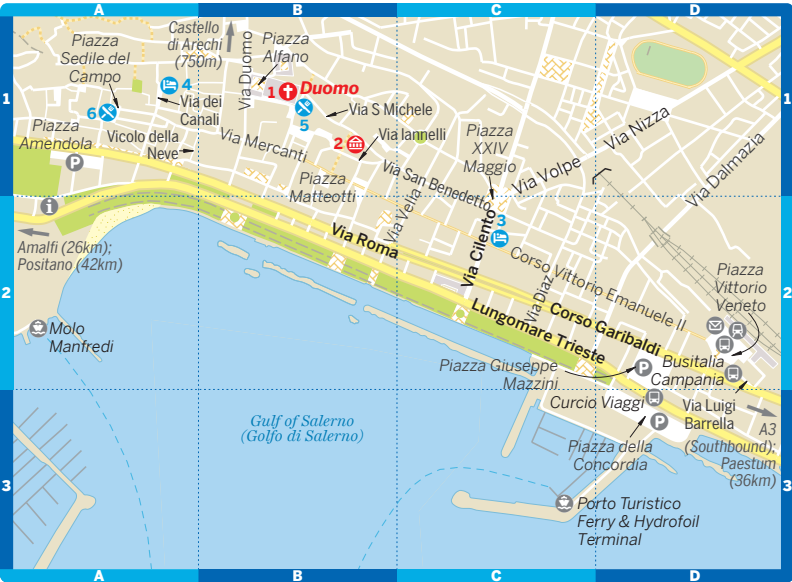 A
B
C
D
1
2
3
1
2
3
A
B
C
D
Castello
di Arechi
(750m)
Piazza
Alfano
Piazza
Sedile del
Campo
Via Duomo
4
1
Duomo
6
Via dei
Canali
5
Via S Michele
Piazza
Amendola
P
Vicolo della
Neve
Via Mercanti
2
Via Iannelli
Piazza
XXIV
Maggio
Via Nizza
Via Volpe
Via Dalmazia
Piazza
Matteotti
Via San Benedetto
Via Vella
i
3
Amalfi (26km);
Positano (42km)
Via Roma
Via Cilento
Corso Vittorio Emanuele II
Via Diaz
Piazza
Vittorio
Veneto
Molo
Manfredi
Lungomare Trieste
Corso Garibaldi
Piazza Giuseppe
Mazzini
P
Busitalia
Campania
Curcio Viaggi
Via Luigi
Barrella
P
Gulf of Salerno
(Golfo di Salerno)
Piazza della
Concordia
A3
(Southbound);
Paestum
(36km)
Porto Turistico
Ferry & Hydrofoil
Terminal